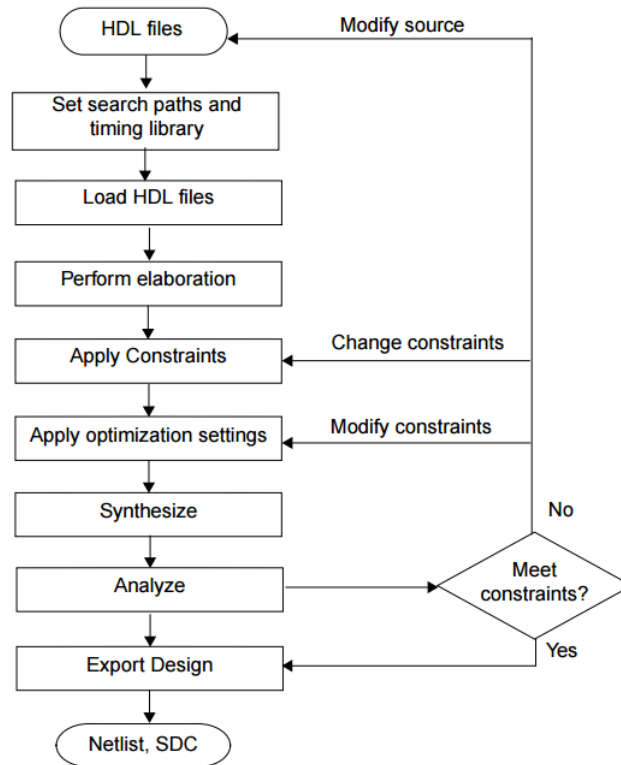 HDL files
Modify source
Set search paths and
timing library
Load HDL files
Perform elaboration
Apply Constraints
Change constraints
Apply optimization settings
Modify constraints
Synthesize
No
Analyze
Meet
constraints?
Yes
Export Design
Netlist, SDC